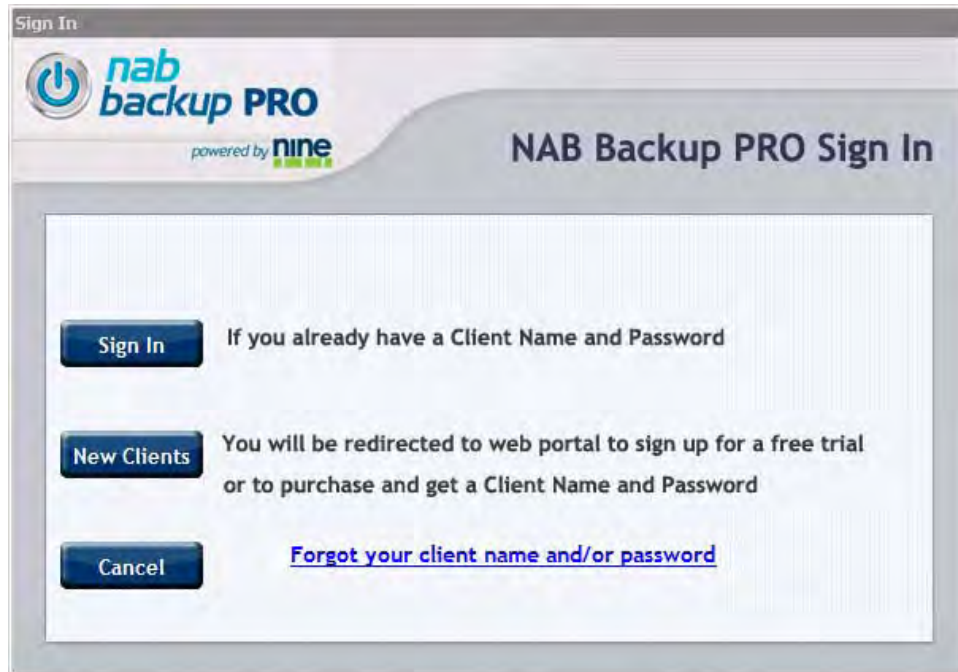 Sign In
nab
backup PRO
powered by nine
NAB Backup PRO Sign In
Sign In
If you already have a Client Name and Password
New Clients
You will be redirected to web portal to sign up for a free trial
or to purchase and get a Client Name and Password
Cancel
Forgot your client name and/or password